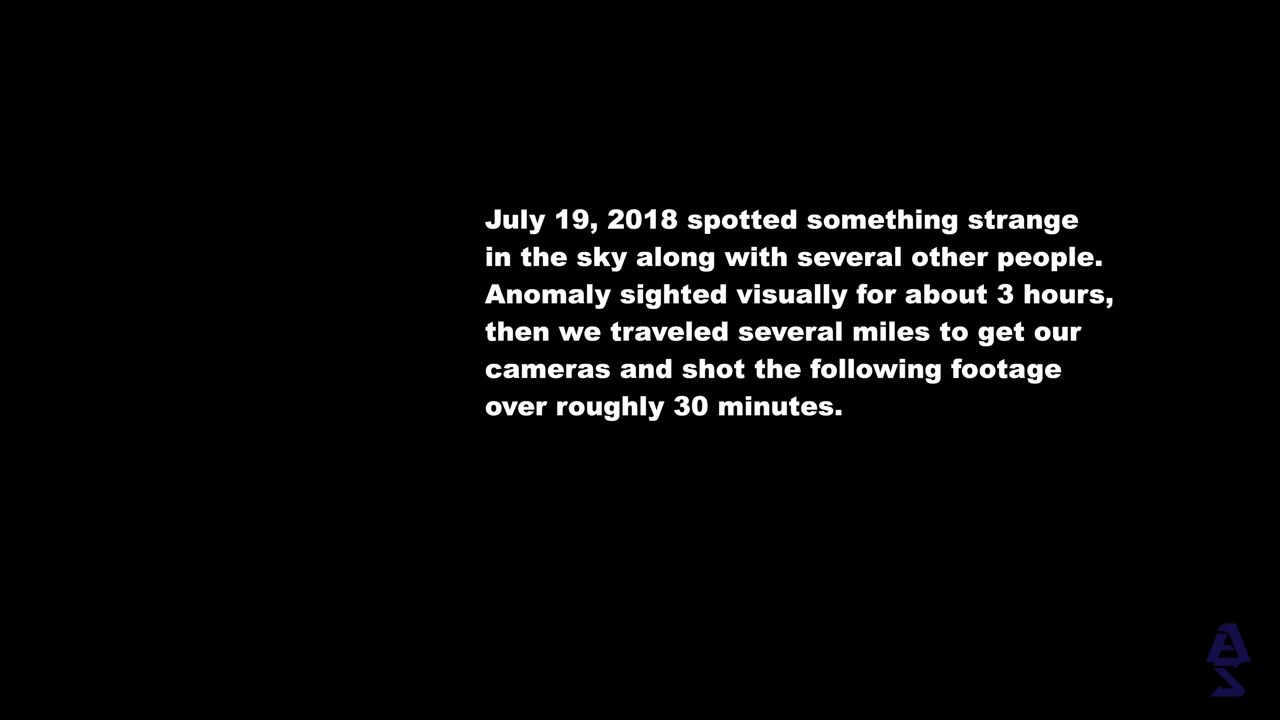 July 19, 2018 spotted something strange
in the sky along with several other people.
Anomaly sighted visually for about 3 hours,
then we traveled several miles to get our
cameras and shot the following footage
over roughly 30 minutes.